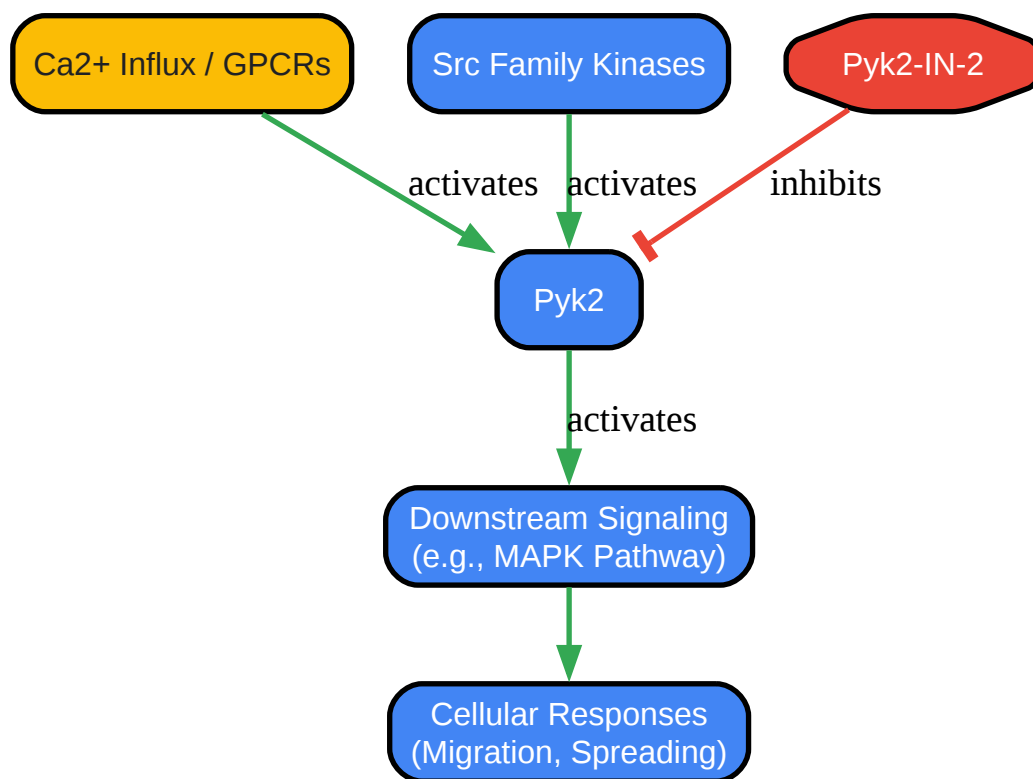 Ca2+ Influx / GPCRs
Src Family Kinases
Pyk2-IN-2
activates
activates
inhibits
Pyk2
activates
Downstream Signaling
(e.g., MAPK Pathway)
Cellular Responses
(Migration, Spreading)